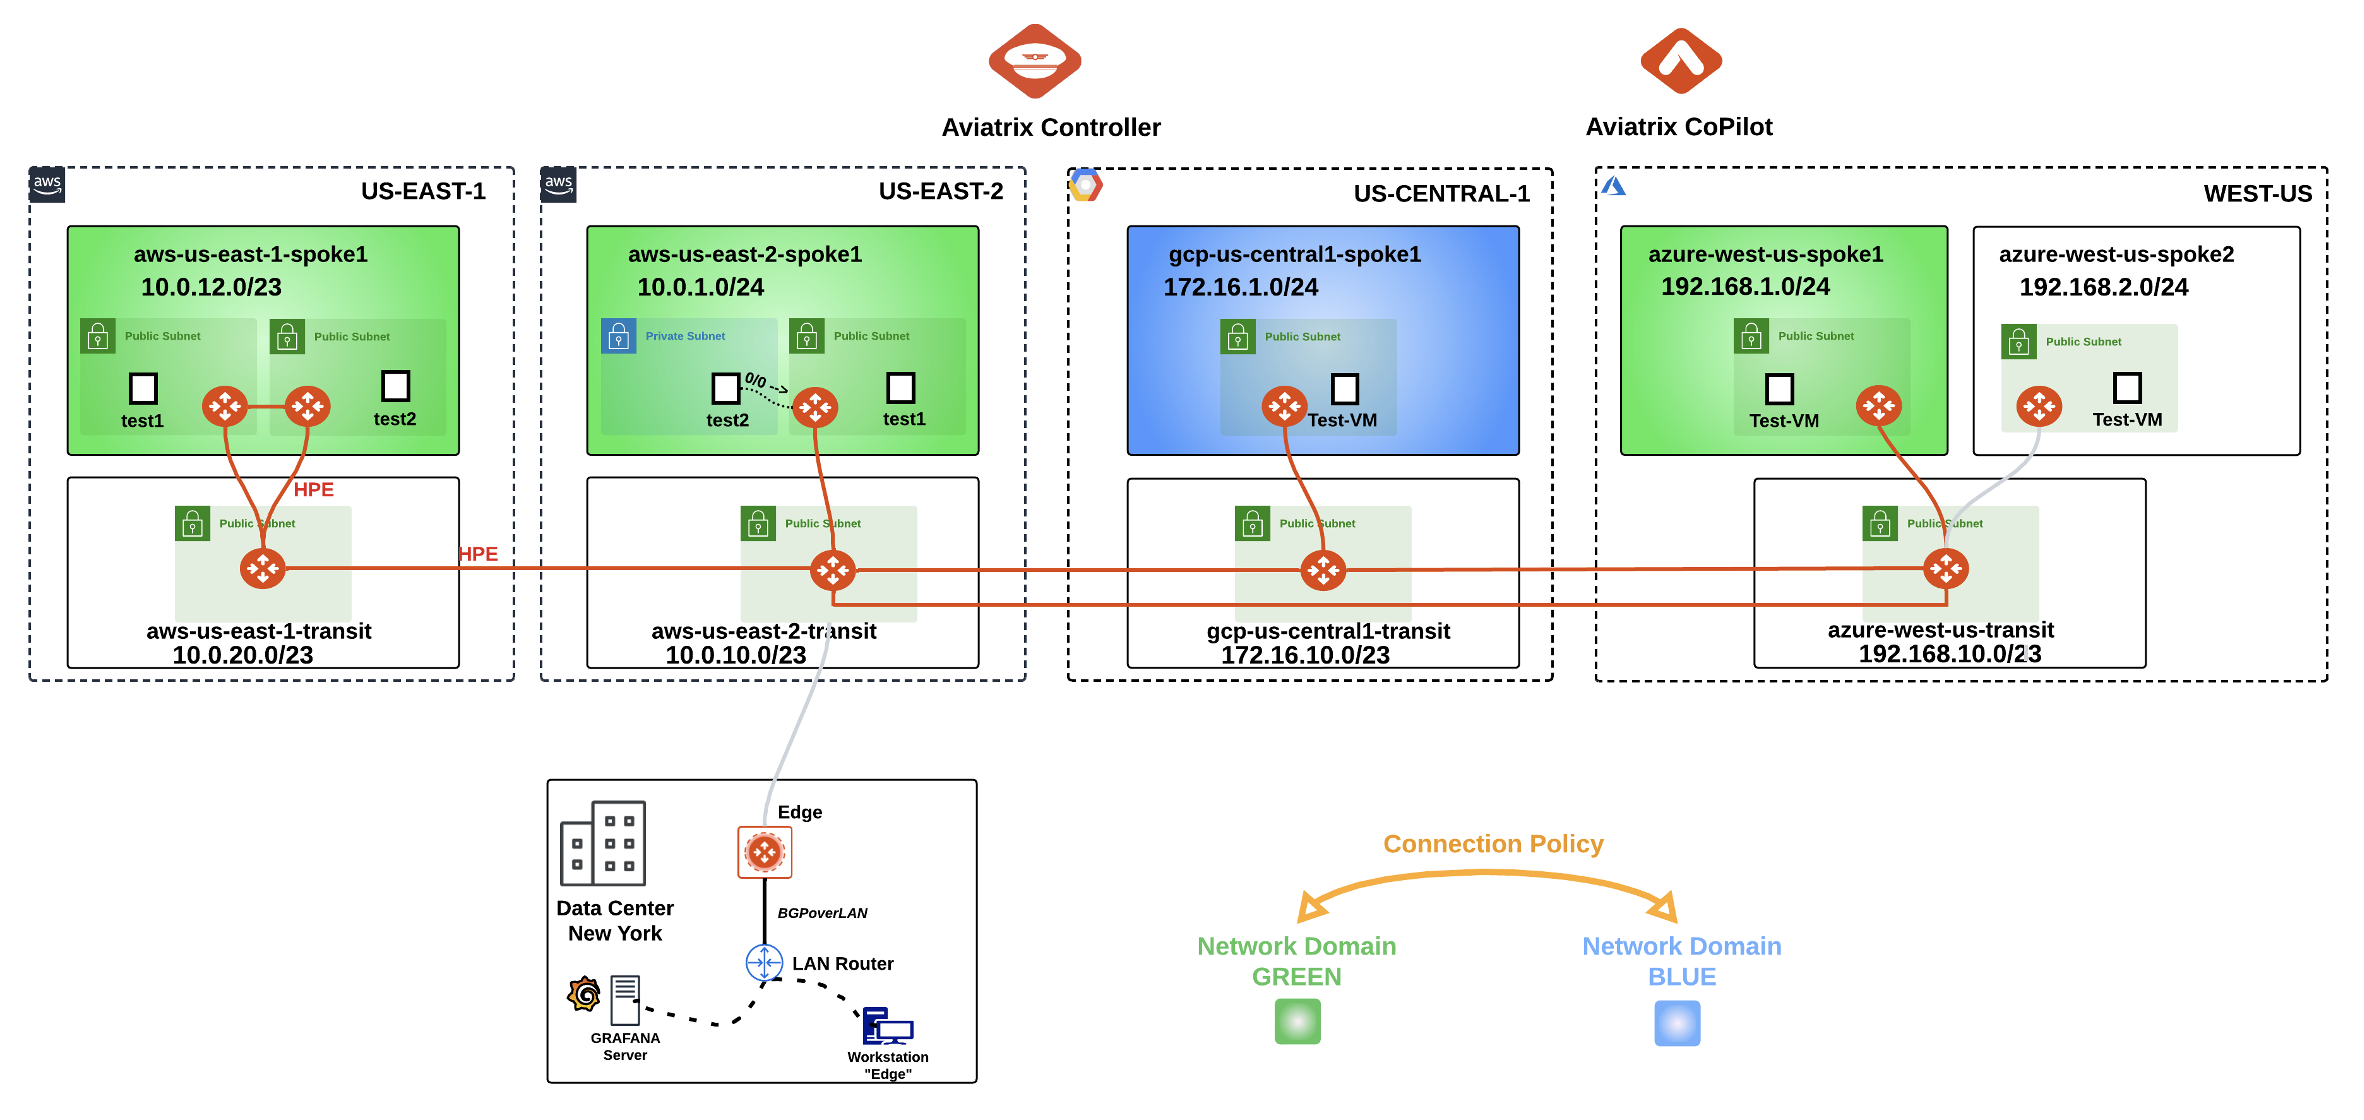 Aviatrix Controller
Aviatrix CoPilot
aws
US-EAST-1
aws-us-east-1-spoke1
10.0.12.0/23
Public Subnet
Public Subnet
test1
test2
HPE
Public Subnet
HPE
aws-us-east-1-transit
10.0.20.0/23
aws
US-EAST-2
aws-us-east-2-spoke1
10.0.1.0/24
Private Subnet
Public Subnet
0/0 -->
test2
test1
Public Subnet
aws-us-east-2-transit
10.0.10.0/23
US-CENTRAL-1
gcp-us-central1-spoke1
172.16.1.0/24
Public Subnet
Test-VM
Public Subnet
gcp-us-central1-transit
172.16.10.0/23
WEST-US
azure-west-us-spoke1
192.168.1.0/24
Public Subnet
Test-VM
azure-west-us-spoke2
192.168.2.0/24
Public Subnet
Test-VM
Public Subnet
azure-west-us-transit
192.168.10.0/23
Edge
Data Center
New York
BGPoverLAN
LAN Router
GRAFANA
Server
Workstation
"Edge"
Connection Policy
Network Domain
GREEN
Network Domain
BLUE